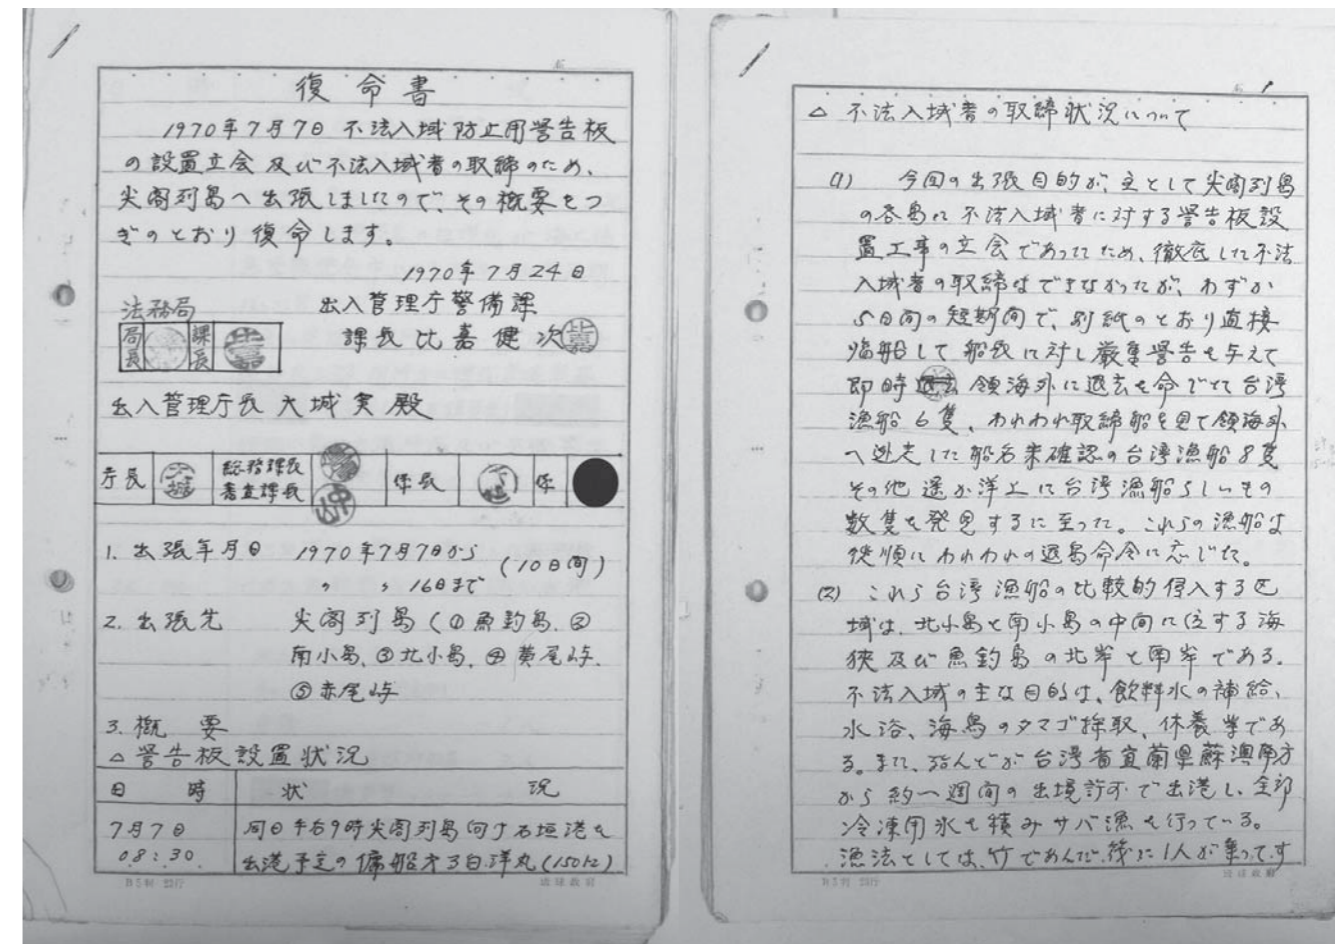 復命書
1970年7月7日 不法入域防止用警告板
の設置立会及び不法入域者の取締のため、
尖閣列島へ出張しましたので、その概要をつ
ぎのとおり復命します。
1970年7月24日
法務局
出入管理庁警備課
局長
課長
課長 比嘉健次
比嘉
出入管理庁長 大城実殿
庁長
総務課長
審査課長
係長
係
1. 出張年月日 1970年7月7日から
〃 〃 16日まで
(10日間)
2. 出張先 尖閣列島(①魚釣島、②
南小島、③北小島、④黄尾嶼、
⑤赤尾嶼
3. 概要
△警告板設置状況
日時 状況
7月7日 同日午后9時尖閣列島向け石垣港を
08:30. 出港予定の傭船才3白洋丸(150t)
B5判 23行
琉球政府
△ 不法入域者の取締状況について
(1) 今回の出張目的が、主として尖閣列島
の各島に不法入域者に対する警告板設
置工事の立会であったため、徹底した不法
入域者の取締はできなかったが、わずか
5日間の短期間で、別紙のとおり直接
臨船して船長に対し厳重警告を与えて
即時 領海外に退去を命じた台湾
漁船6隻、われわれ取締船を見て領海外
へ逃走した船名未確認の台湾漁船8隻
その他遥か洋上に台湾漁船らしいもの
数隻を発見するに至った。これらの漁船は
従順にわれわれの退島命令に応じた。
(2) これら台湾漁船の比較的侵入する区
域は、北小島と南小島の中間に位する海
狭及び魚釣島の北岸と南岸である。
不法入域の主な目的は、飲料水の補給、
水浴、海鳥のタマゴ採取、休養等であ
る。また、殆んどが台湾省宜蘭県蘇澳南方
から約一週間の出境許可で出港し、全部
冷凍用氷を積みサバ漁を行っている。
漁法としては、竹であんだ筏に1人が乗って、す
B5判 23行
琉球政府